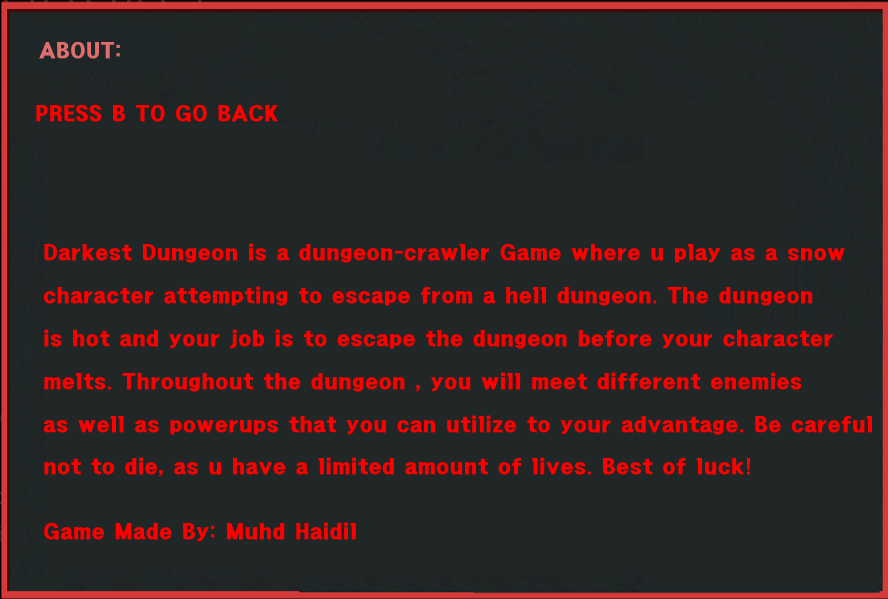 ABOUT:
PRESS B TO GO BACK
Darkest Dungeon is a dungeon-crawler Game where u play as a snow
character attempting to escape from a hell dungeon. The dungeon
is hot and your job is to escape the dungeon before your character
melts. Throughout the dungeon , you will meet different enemies
as well as powerups that you can utilize to your advantage. Be careful
not to die, as u have a limited amount of lives. Best of luck!
Game Made By: Muhd Haidil